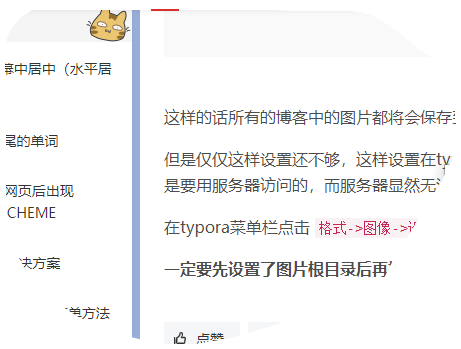 幕中居中（水平居
尾的单词
网页后出现
CHEME
决方案
单方法
这样的话所有的博客中的图片都将会保存
但是仅仅这样设置还不够，这样设置在ty
是要用服务器访问的，而服务器显然无
在typora菜单栏点击 格式->图像->
一定要先设置了图片根目录后再
点赞